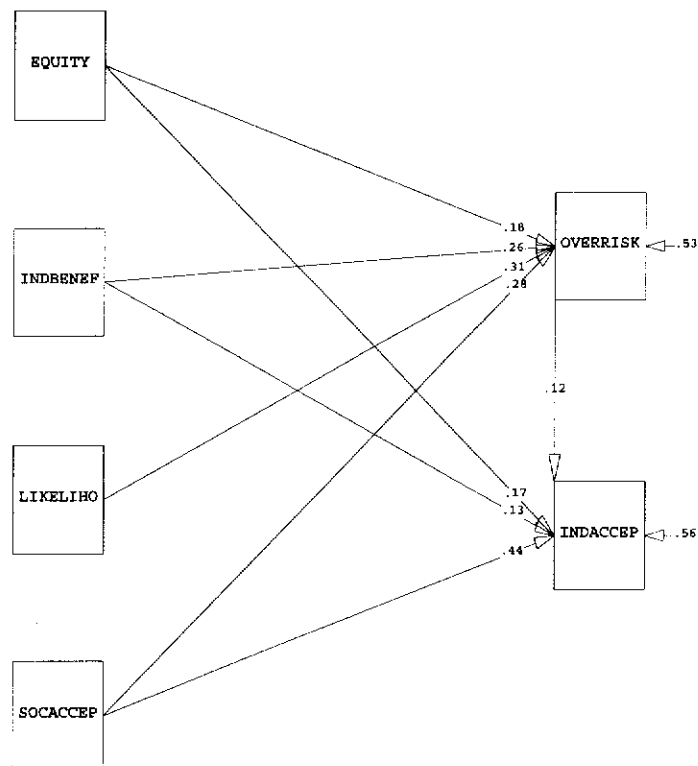 EQUITY
.18
.26
OVERRISK
.53
INDBENEF
.31
.28
.12
LIKELIHO
.17
.13
INDACCEP
.56
.44
SOCACCEP